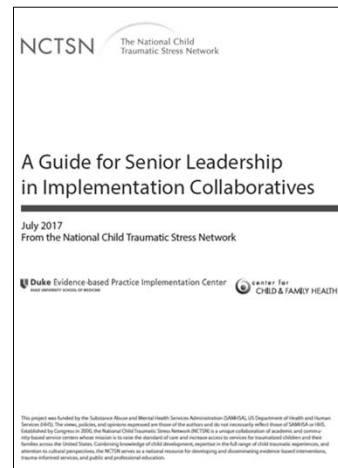 NCTSN
The National Child
Traumatic Stress Network
A Guide for Senior Leadership
in Implementation Collaboratives
July 2017
From the National Child Traumatic Stress Network
Duke Evidence-based Practice Implementation Center
DUKE UNIVERSITY SCHOOL OF MEDICINE
center for
CHILD & FAMILY HEALTH
This project was funded by the Substance Abuse and Mental Health Services Administration (SAMHSA), US Department of Health and Human
Services (HHS). The views, policies, and opinions expressed are those of the authors and do not necessarily reflect those of SAMHSA or HHS.
Established by Congress in 2000, the National Child Traumatic Stress Network (NCTSN) is a unique collaboration of academic and commu-
nity-based service centers whose mission is to raise the standard of care and increase access to services for traumatized children and their
families across the United States. Combining knowledge of child development, expertise in the full range of child traumatic experiences, and
attention to cultural perspectives, the NCTSN serves as a national resource for developing and disseminating evidence-based interventions,
trauma-informed services, and public and professional education.